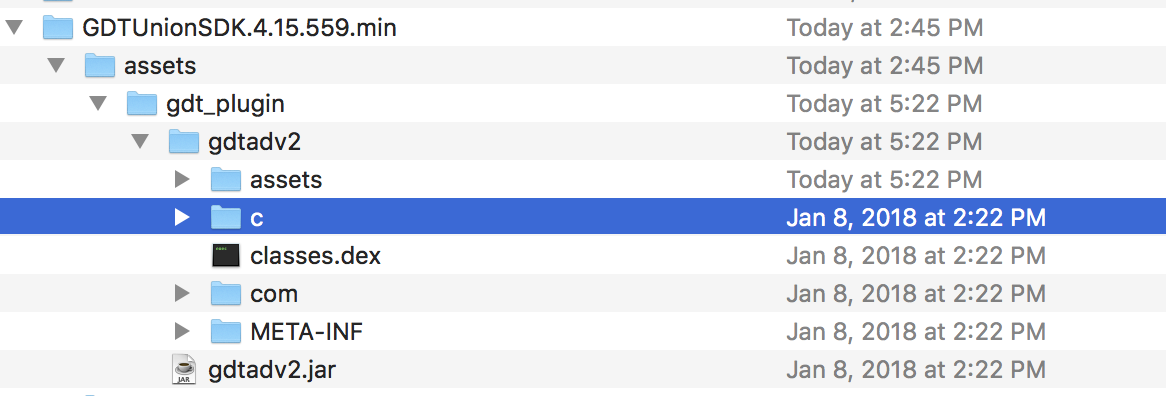 GDTUnionSDK.4.15.559.min Today at 2:45 PM
assets Today at 2:45 PM
gdt_plugin Today at 5:22 PM
gdtadv2 Today at 5:22 PM
assets Today at 5:22 PM
c Jan 8, 2018 at 2:22 PM
classes.dex Jan 8, 2018 at 2:22 PM
com Jan 8, 2018 at 2:22 PM
META-INF Jan 8, 2018 at 2:22 PM
gdtadv2.jar Jan 8, 2018 at 2:22 PM